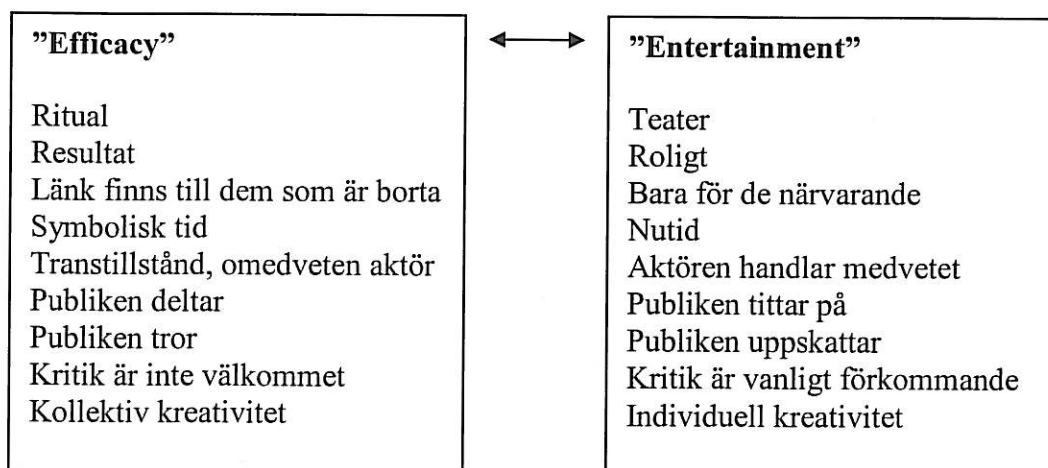 ”Efficacy”
Ritual
Resultat
Länk finns till dem som är borta
Symbolisk tid
Transtillstånd, omedveten aktör
Publiken deltar
Publiken tror
Kritik är inte välkommet
Kollektiv kreativitet
”Entertainment”
Teater
Roligt
Bara för de närvarande
Nutid
Aktören handlar medvetet
Publiken tittar på
Publiken uppskattar
Kritik är vanligt förkommande
Individuell kreativitet